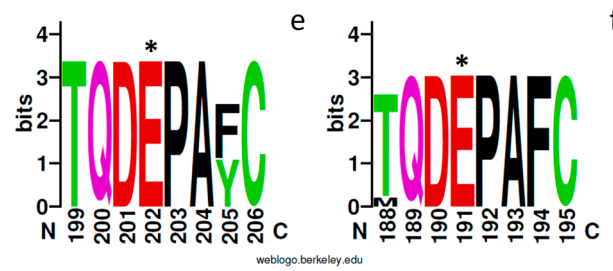 e
f
4
3
2
1
0
bits
*
TQDEPAFC
Y
N 199 200 201 202 203 204 205 206 C
4
3
2
1
0
bits
*
TQDEPAFC
M
N 188 189 190 191 192 193 194 195 C
weblogo.berkeley.edu